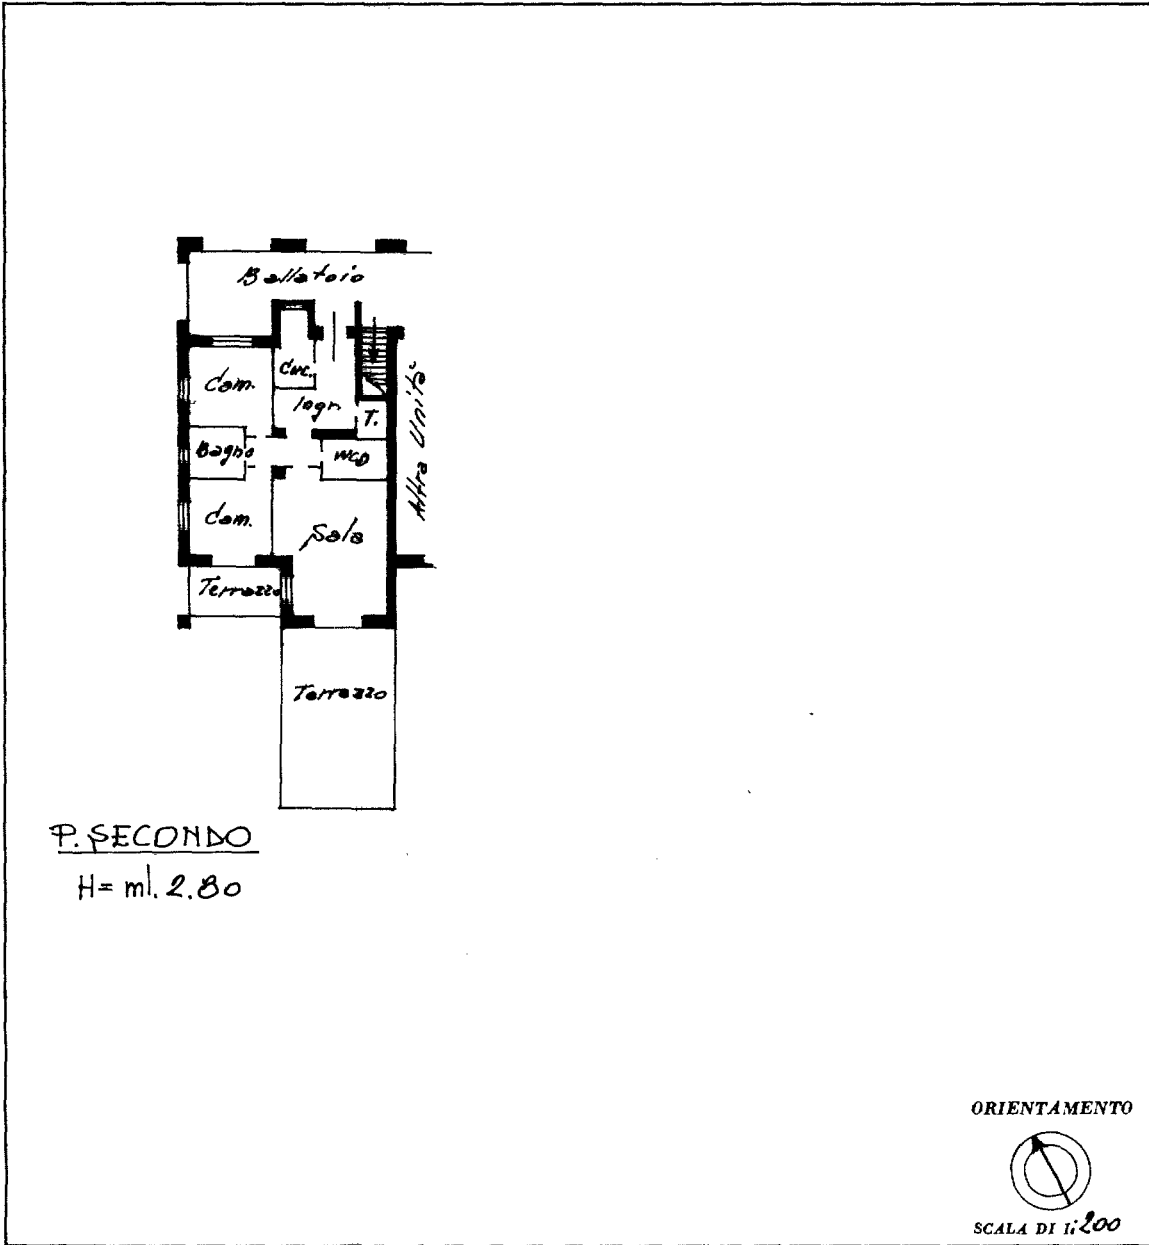 Ballatoio
Cuc.
Cam.
Ingr.
T.
Altra Unità
Bagno
WCD
Cam.
Sala
Terrazzo
Terrazzo
P. SECONDO
H= ml. 2.80
ORIENTAMENTO
SCALA DI 1:200